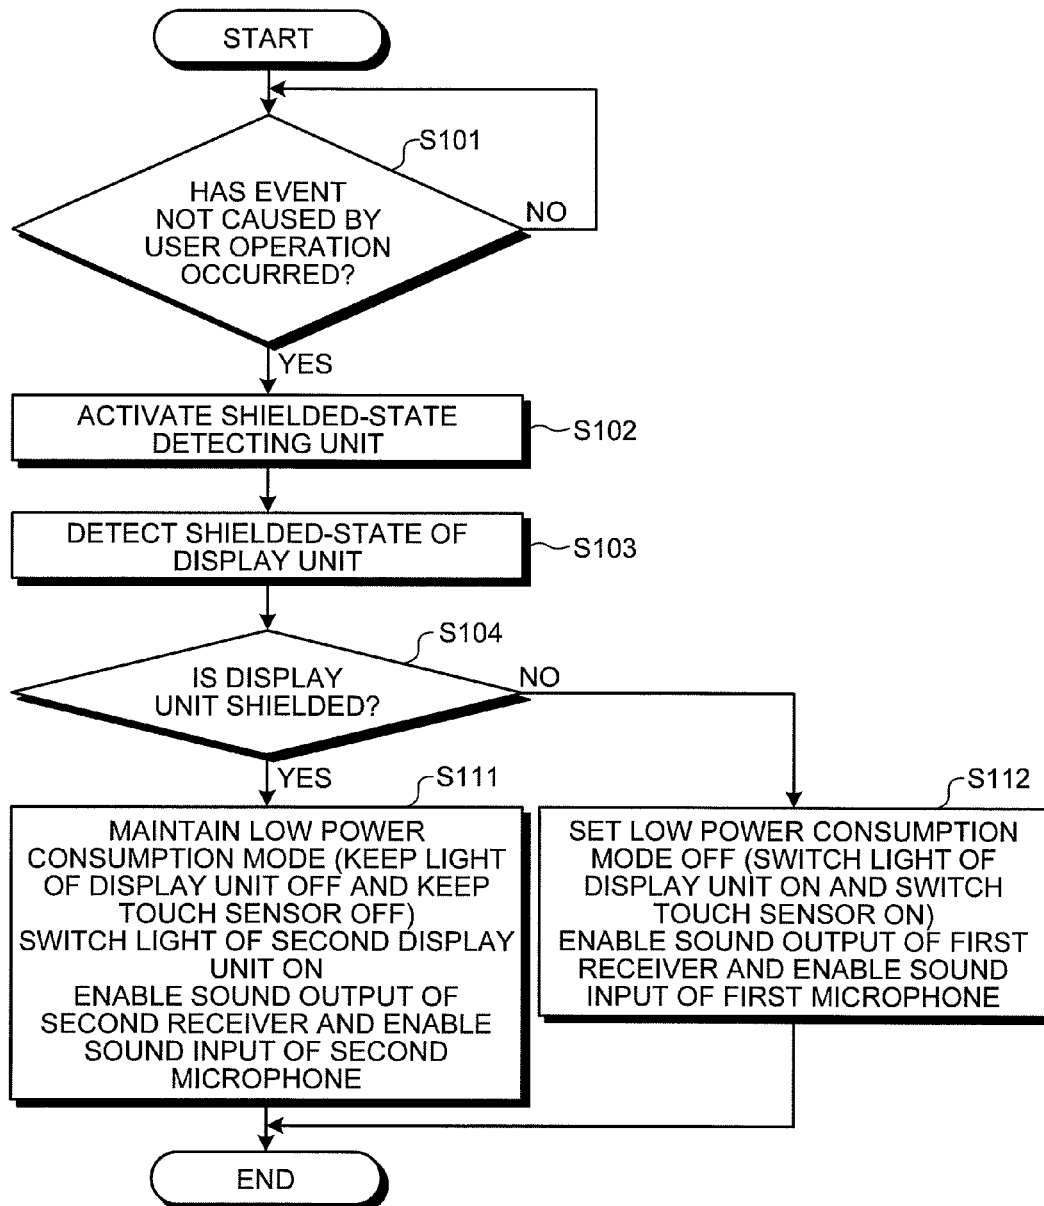 START
S101
HAS EVENT
NOT CAUSED BY
USER OPERATION
OCCURRED?
NO
YES
ACTIVATE SHIELDED-STATE
DETECTING UNIT
S102
DETECT SHIELDED-STATE OF
DISPLAY UNIT
S103
S104
IS DISPLAY
UNIT SHIELDED?
NO
YES
S111
MAINTAIN LOW POWER
CONSUMPTION MODE (KEEP LIGHT
OF DISPLAY UNIT OFF AND KEEP
TOUCH SENSOR OFF)
SWITCH LIGHT OF SECOND DISPLAY
UNIT ON
ENABLE SOUND OUTPUT OF
SECOND RECEIVER AND ENABLE
SOUND INPUT OF SECOND
MICROPHONE
S112
SET LOW POWER CONSUMPTION
MODE OFF (SWITCH LIGHT OF
DISPLAY UNIT ON AND SWITCH
TOUCH SENSOR ON)
ENABLE SOUND OUTPUT OF FIRST
RECEIVER AND ENABLE SOUND
INPUT OF FIRST MICROPHONE
END